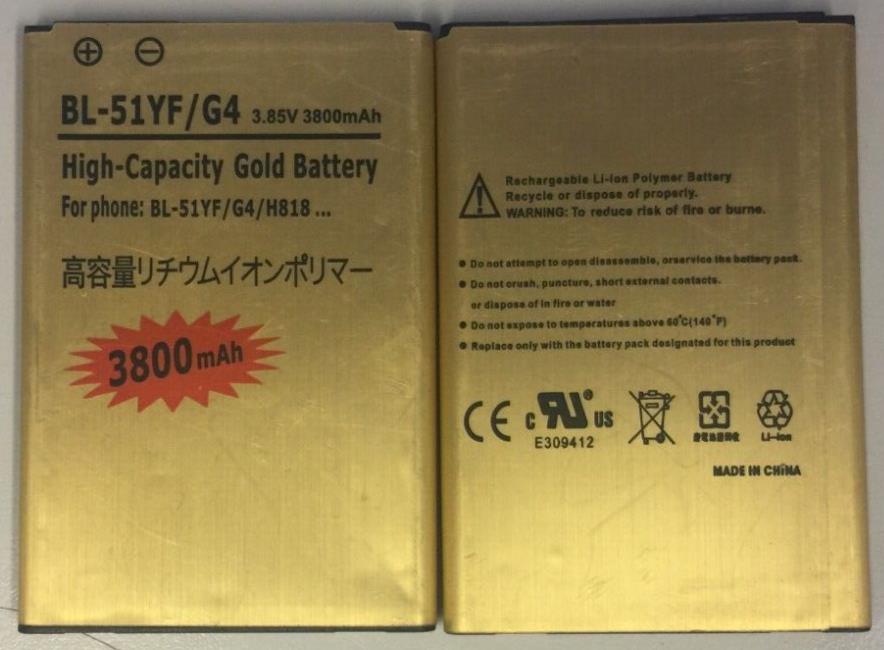 BL-51YF/G4 3.85V 3800mAh
High-Capacity Gold Battery
For phone: BL-51YF/G4/H818 ...
高容量リチウムイオンポリマー
3800 mAh
Rechargeable Li-Ion Polymer Battery
Recycle or dispose of properly.
WARNING: To reduce risk of fire or burne.
• Do not attempt to open disassemble, orservice the battery pack.
• Do not crush, puncture, short external contacts.
or dispose of in fire or water
• Do not expose to temperatures above 60°C(140°F)
• Replace only with the battery pack designated for this product
CE c RU® US
E309412
Li-ion
MADE IN CHINA